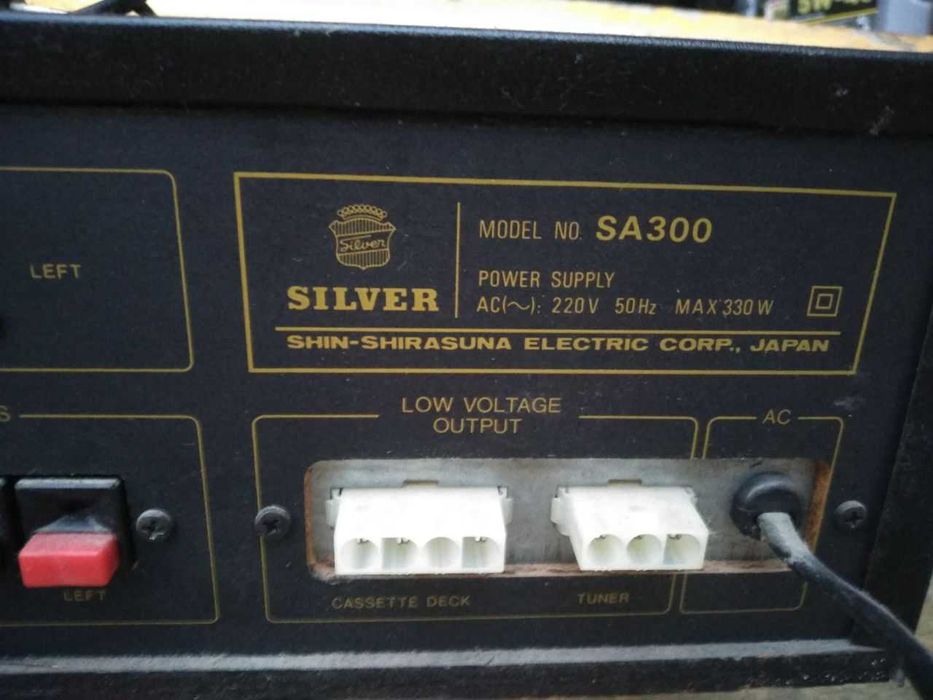 LEFT
Silver
SILVER
MODEL NO. SA300
POWER SUPPLY
AC(~): 220V 50Hz MAX 330W
SHIN-SHIRASUNA ELECTRIC CORP., JAPAN
S
LOW VOLTAGE
OUTPUT
AC
LEFT
CASSETTE DECK
TUNER